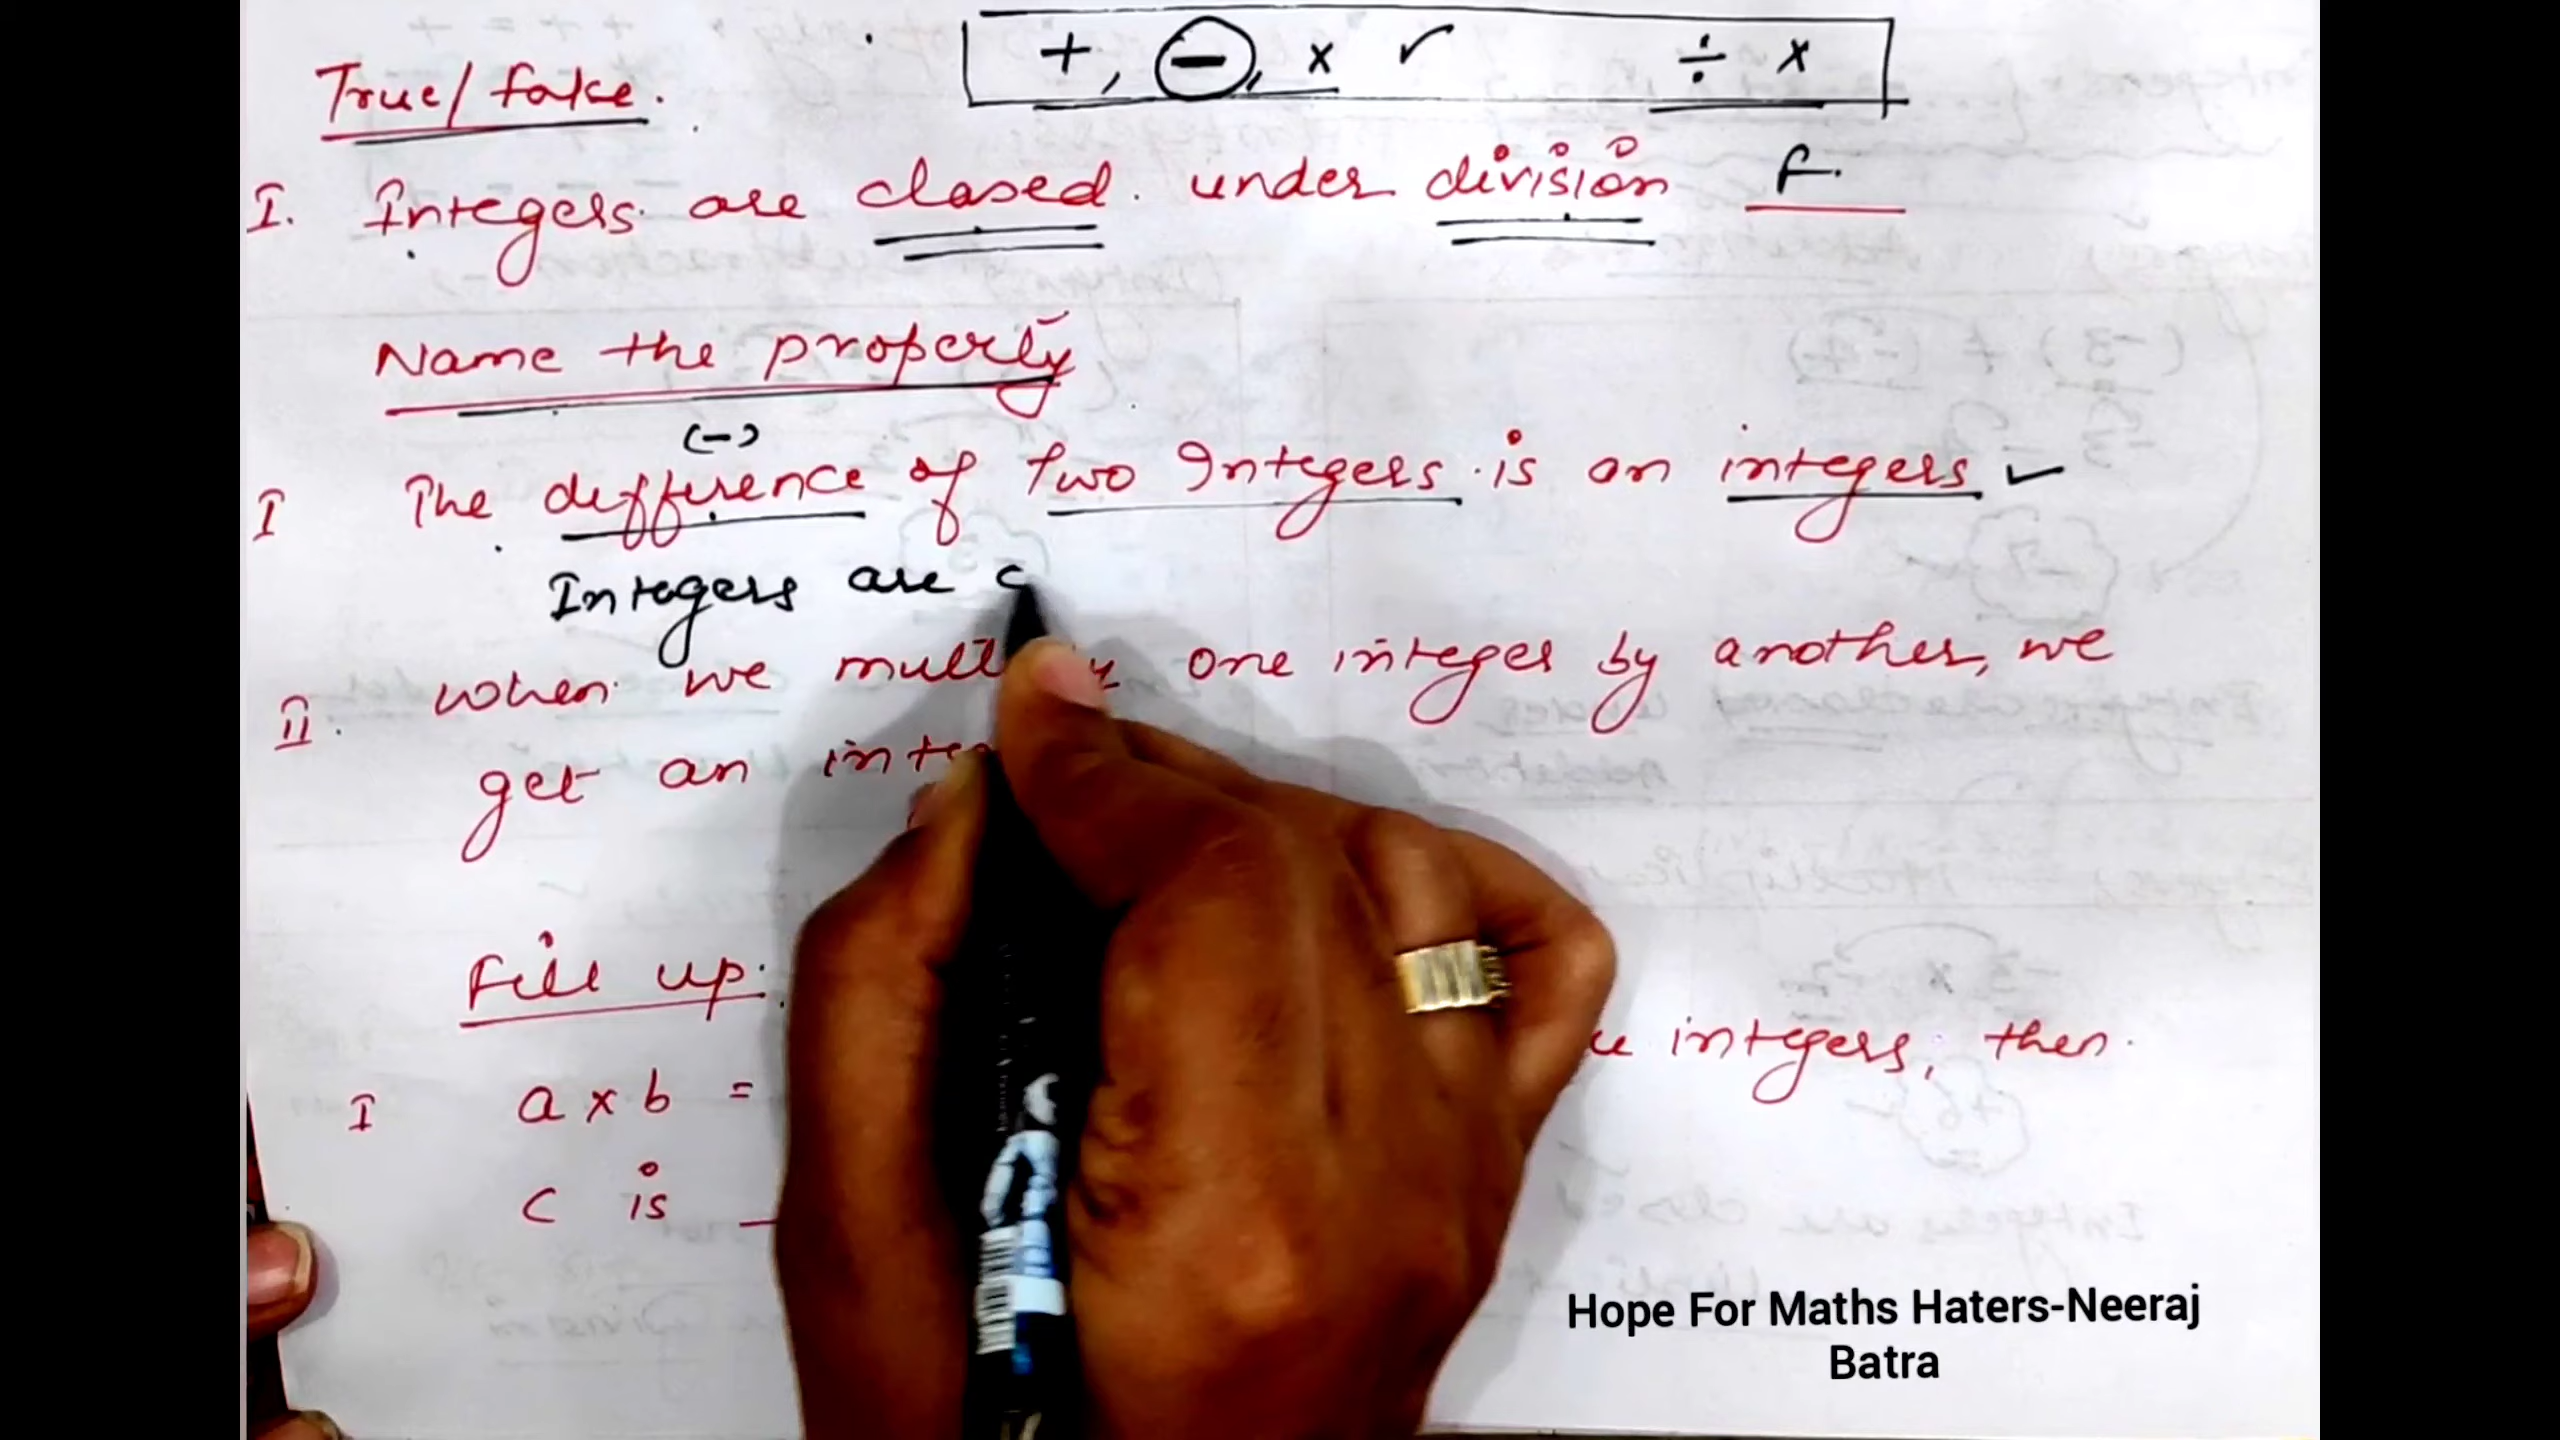 +, -, × ✓ ÷ ×
True/false.
I. Integers are closed under division F.
Name the property
(-)
I The difference of two Integers is an integers ✓
Integers are c
II. when we one integer by another, we
get an
Fill up.
integers, then
I a × b =
c is _
Hope For Maths Haters-Neeraj
Batra